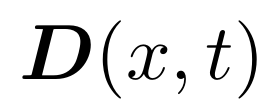 D(x, t)